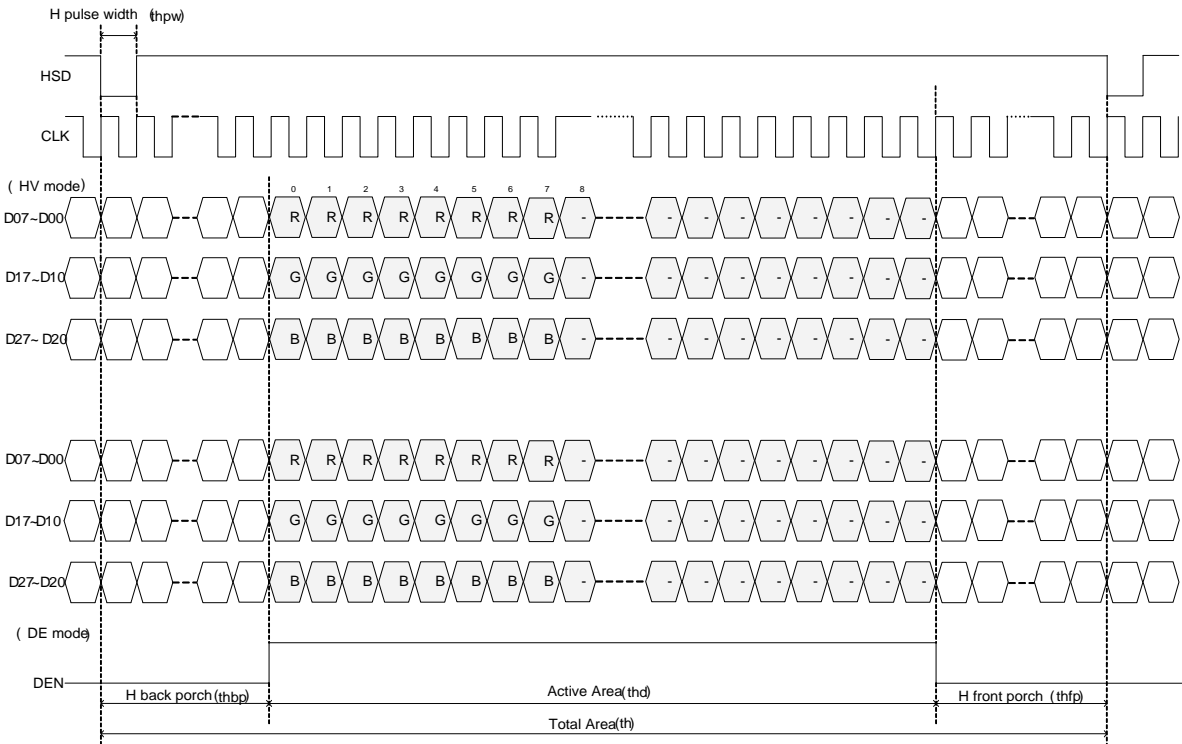 H pulse width (thpw)
HSD
CLK
( HV mode)
0 1 2 3 4 5 6 7 8
D07~D00 R R R R R R R R - - - - - - - - -
D17~D10 G G G G G G G G - - - - - - - - -
D27~D20 B B B B B B B B - - - - - - - - -
D07~D00 R R R R R R R R - - - - - - - - -
D17~D10 G G G G G G G G - - - - - - - - -
D27~D20 B B B B B B B B - - - - - - - - -
( DE mode)
DEN
H back porch(thbp) Active Area(thd) H front porch (thfp)
Total Area(th)